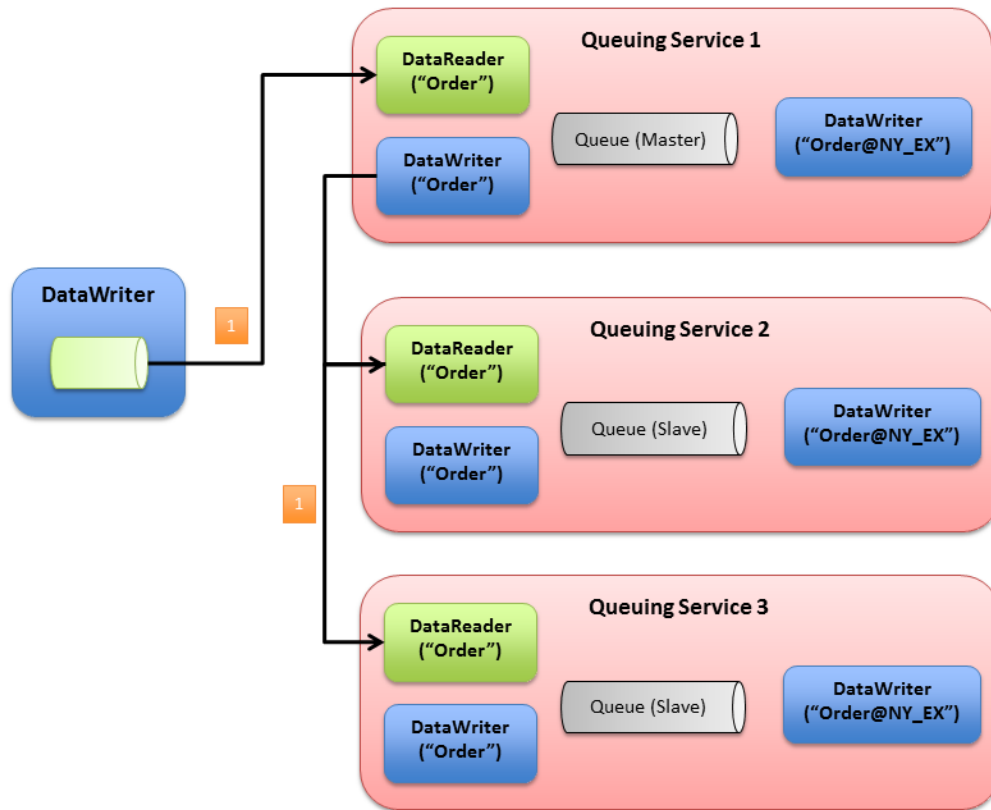 Queuing Service 1
DataReader
(“Order”)
DataWriter
(“Order”)
Queue (Master)
DataWriter
(“Order@NY_EX”)
DataWriter
1
Queuing Service 2
DataReader
(“Order”)
DataWriter
(“Order”)
Queue (Slave)
DataWriter
(“Order@NY_EX”)
1
Queuing Service 3
DataReader
(“Order”)
DataWriter
(“Order”)
Queue (Slave)
DataWriter
(“Order@NY_EX”)